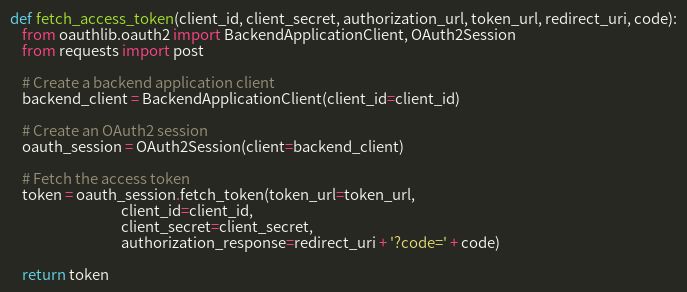 def fetch_access_token(client_id, client_secret, authorization_url, token_url, redirect_uri, code):
from oauthlib.oauth2 import BackendApplicationClient, OAuth2Session
from requests import post
# Create a backend application client
backend_client = BackendApplicationClient(client_id=client_id)
# Create an OAuth2 session
oauth_session = OAuth2Session(client=backend_client)
# Fetch the access token
token = oauth_session.fetch_token(token_url=token_url,
client_id=client_id,
client_secret=client_secret,
authorization_response=redirect_uri + '?code=' + code)
return token